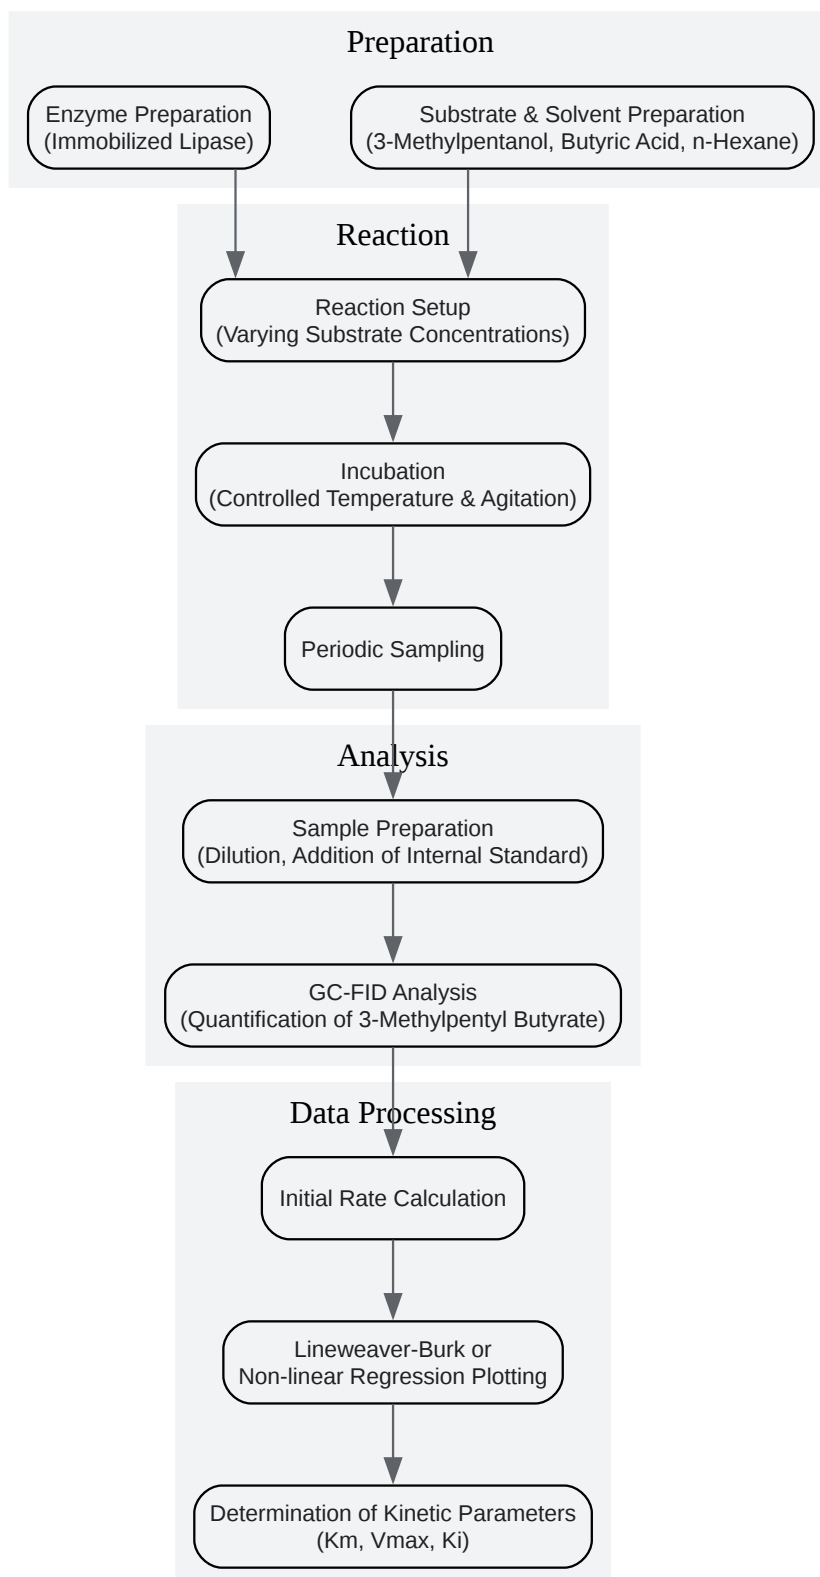 Preparation
Enzyme Preparation
(Immobilized Lipase)
Substrate & Solvent Preparation
(3-Methylpentanol, Butyric Acid, n-Hexane)
Reaction
Reaction Setup
(Varying Substrate Concentrations)
Incubation
(Controlled Temperature & Agitation)
Periodic Sampling
Analysis
Sample Preparation
(Dilution, Addition of Internal Standard)
GC-FID Analysis
(Quantification of 3-Methylpentyl Butyrate)
Data Processing
Initial Rate Calculation
Lineweaver-Burk or
Non-linear Regression Plotting
Determination of Kinetic Parameters
(Km, Vmax, Ki)